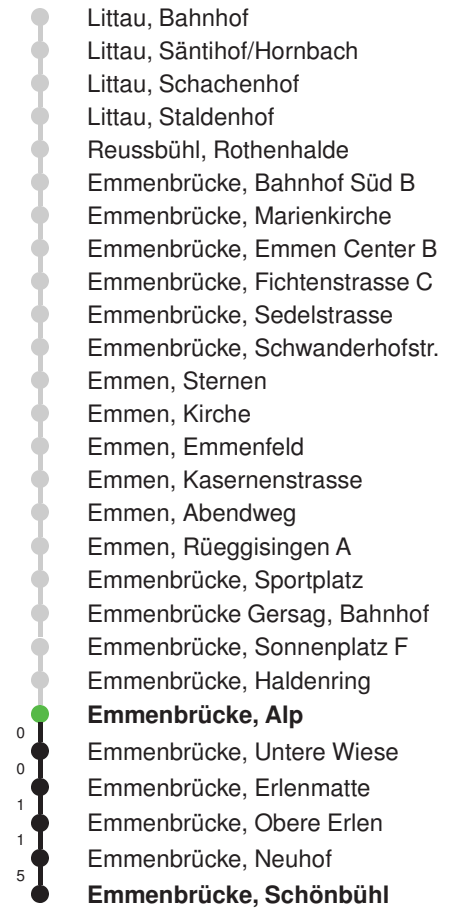 Littau, Bahnhof
Littau, Säntihof/Hornbach
Littau, Schachenhof
Littau, Staldenhof
Reussbühl, Rothenhalde
Emmenbrücke, Bahnhof Süd B
Emmenbrücke, Marienkirche
Emmenbrücke, Emmen Center B
Emmenbrücke, Fichtenstrasse C
Emmenbrücke, Sedelstrasse
Emmenbrücke, Schwanderhofstr.
Emmen, Sternen
Emmen, Kirche
Emmen, Emmenfeld
Emmen, Kasernenstrasse
Emmen, Abendweg
Emmen, Rüeggisingen A
Emmenbrücke, Sportplatz
Emmenbrücke Gersag, Bahnhof
Emmenbrücke, Sonnenplatz F
Emmenbrücke, Haldenring
Emmenbrücke, Alp
0
Emmenbrücke, Untere Wiese
0
Emmenbrücke, Erlenmatte
1
Emmenbrücke, Obere Erlen
1
Emmenbrücke, Neuhof
5
Emmenbrücke, Schönbühl